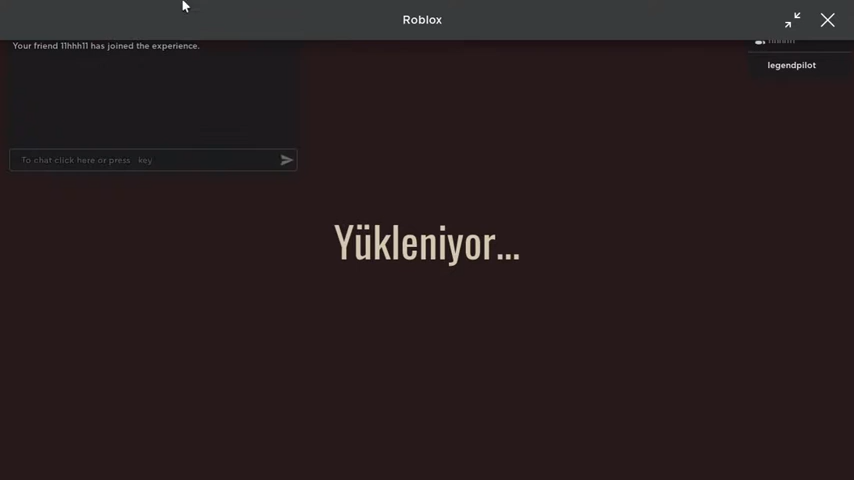 Roblox
Your friend 11hhh11 has joined the experience.
legendpilot
To chat click here or press key
Yükleniyor...